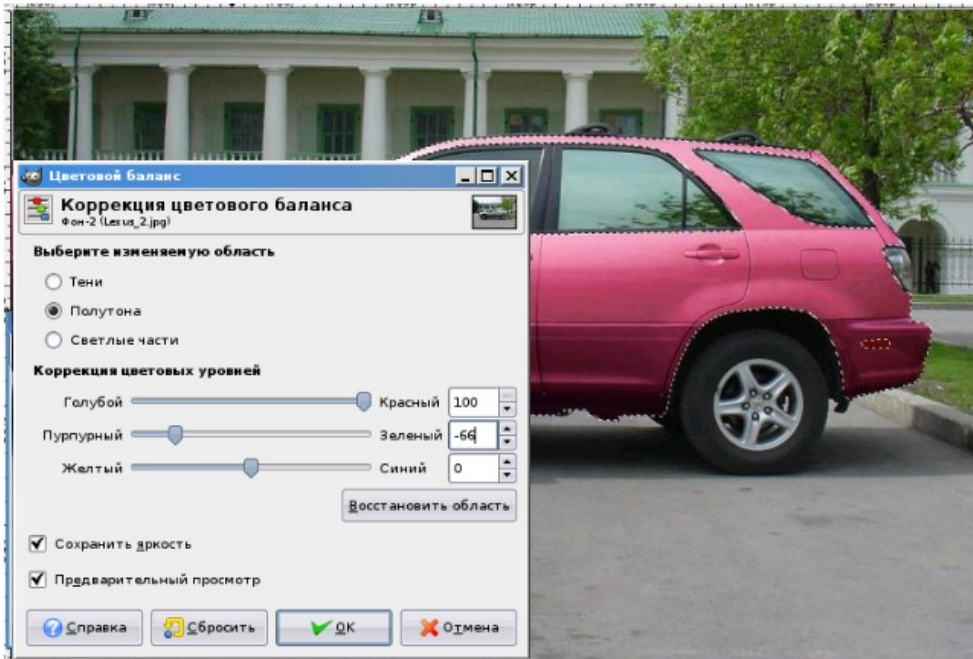 Цветовой баланс
Коррекция цветового баланса
Фон-2 (Lexus_2.jpg)
Выберите изменяемую область
Тени
Полутона
Светлые части
Коррекция цветовых уровней
Голубой Красный 100
Пурпурный Зеленый -66
Желтый Синий 0
Восстановить область
Сохранить яркость
Предварительный просмотр
Справка Сбросить OK Отмена